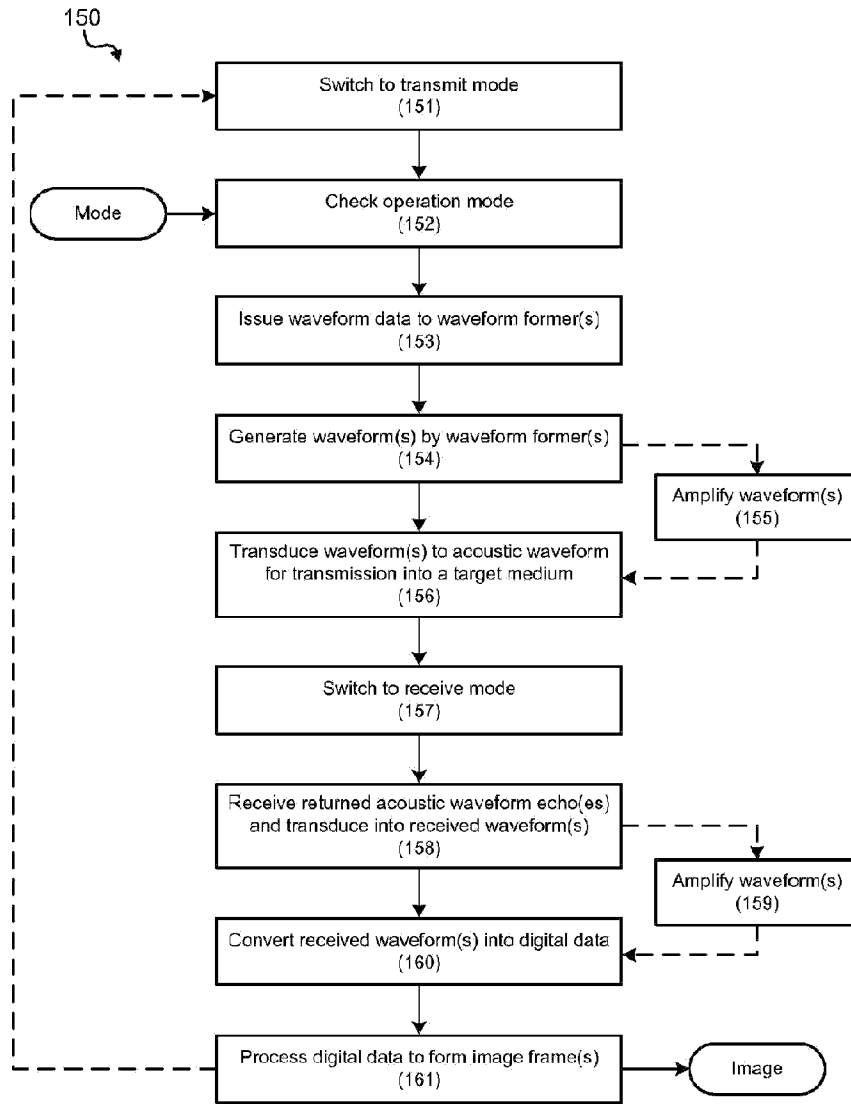 150
Switch to transmit mode
(151)
Mode
Check operation mode
(152)
Issue waveform data to waveform former(s)
(153)
Generate waveform(s) by waveform former(s)
(154)
Amplify waveform(s)
(155)
Transduce waveform(s) to acoustic waveform
for transmission into a target medium
(156)
Switch to receive mode
(157)
Receive returned acoustic waveform echo(es)
and transduce into received waveform(s)
(158)
Amplify waveform(s)
(159)
Convert received waveform(s) into digital data
(160)
Process digital data to form image frame(s)
(161)
Image